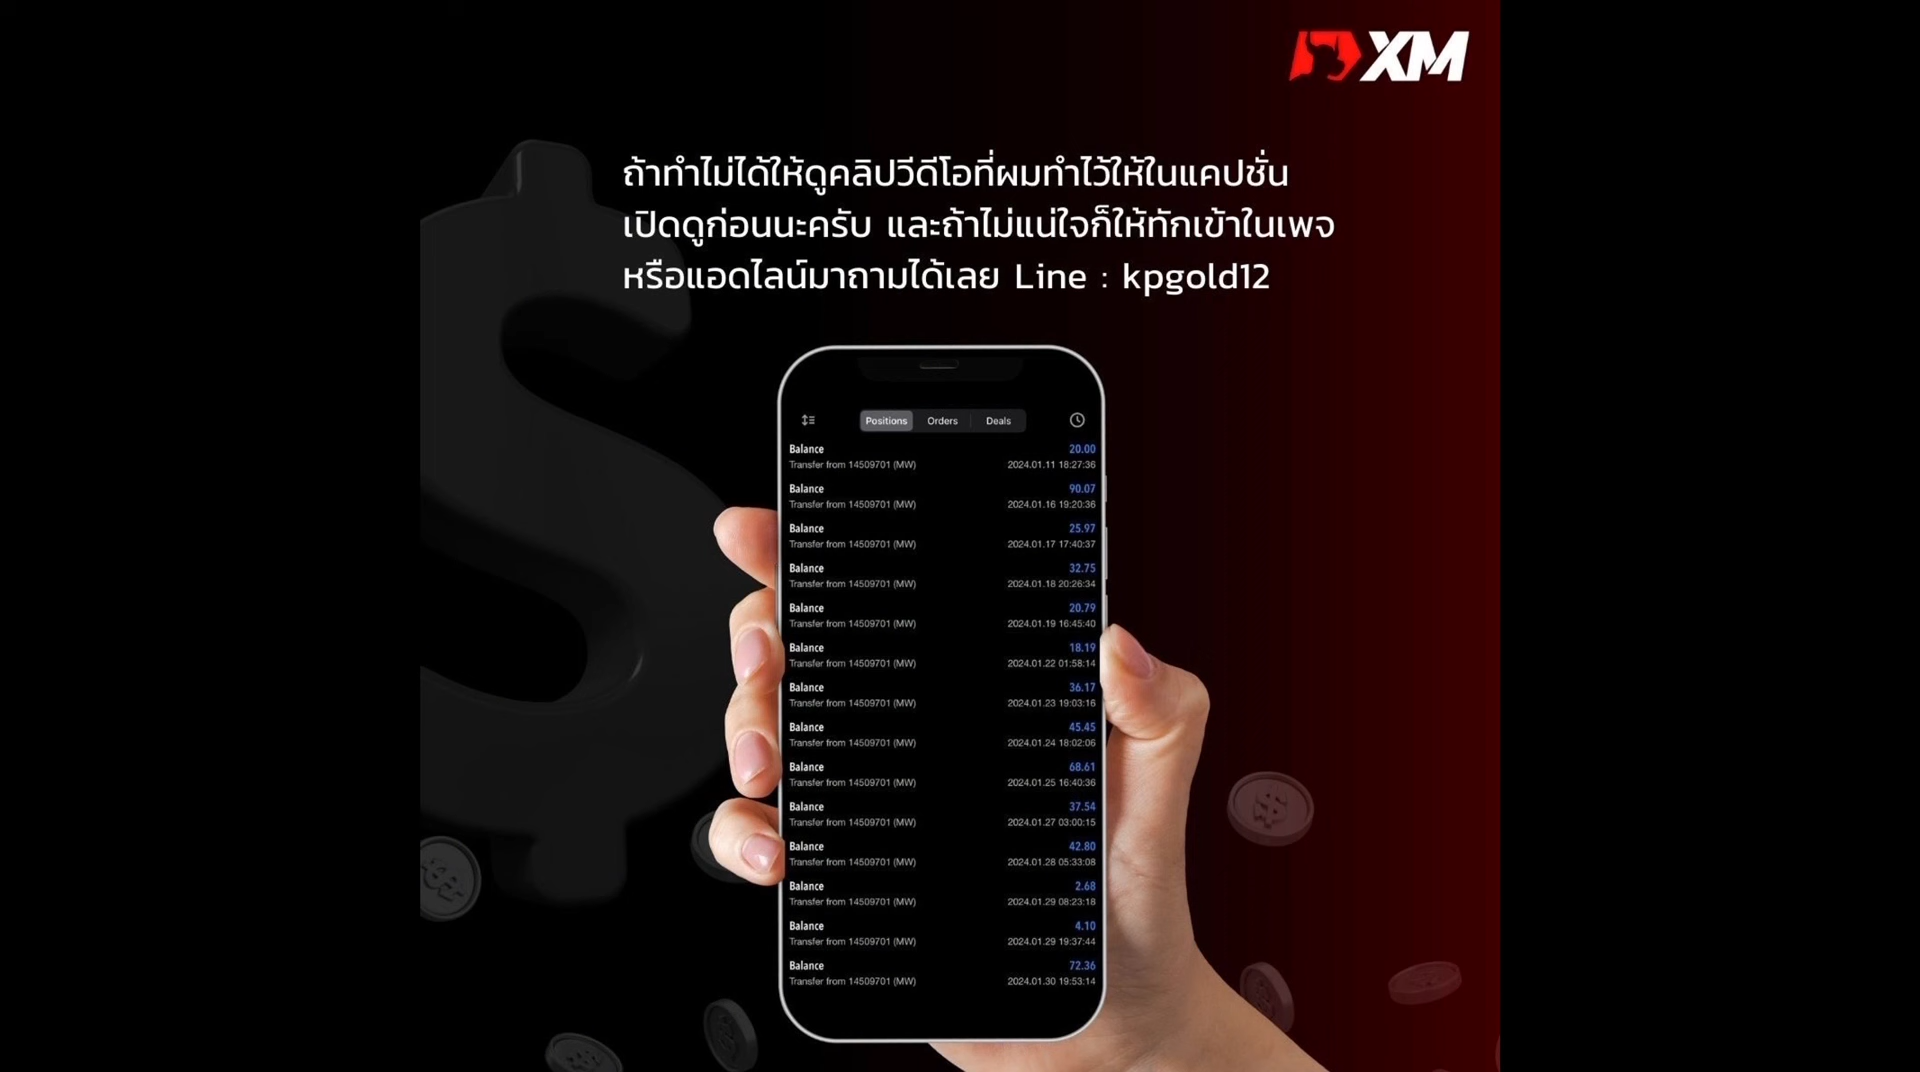 XM
ถ้าทำไม่ได้ให้ดูคลิปวีดีโอที่ผมทำไว้ให้ในแคปชั่น
เปิดดูก่อนนะครับ และถ้าไม่แน่ใจก็ให้ทักเข้าในเพจ
หรือแอดไลน์มาถามได้เลย Line : kpgold12
Positions Orders Deals
Balance 20.00
Transfer from 14509701 (MW) 2024.01.11 18:27:36
Balance 90.07
Transfer from 14509701 (MW) 2024.01.16 19:20:36
Balance 25.97
Transfer from 14509701 (MW) 2024.01.17 17:40:37
Balance 32.75
Transfer from 14509701 (MW) 2024.01.18 20:26:34
Balance 20.79
Transfer from 14509701 (MW) 2024.01.19 16:45:40
Balance 18.19
Transfer from 14509701 (MW) 2024.01.22 01:58:14
Balance 36.17
Transfer from 14509701 (MW) 2024.01.23 19:03:16
Balance 45.45
Transfer from 14509701 (MW) 2024.01.24 18:02:06
Balance 68.61
Transfer from 14509701 (MW) 2024.01.25 16:40:36
Balance 37.54
Transfer from 14509701 (MW) 2024.01.27 03:00:15
Balance 42.80
Transfer from 14509701 (MW) 2024.01.28 05:33:08
Balance 2.68
Transfer from 14509701 (MW) 2024.01.29 08:23:18
Balance 4.10
Transfer from 14509701 (MW) 2024.01.29 19:37:44
Balance 72.36
Transfer from 14509701 (MW) 2024.01.30 19:53:14